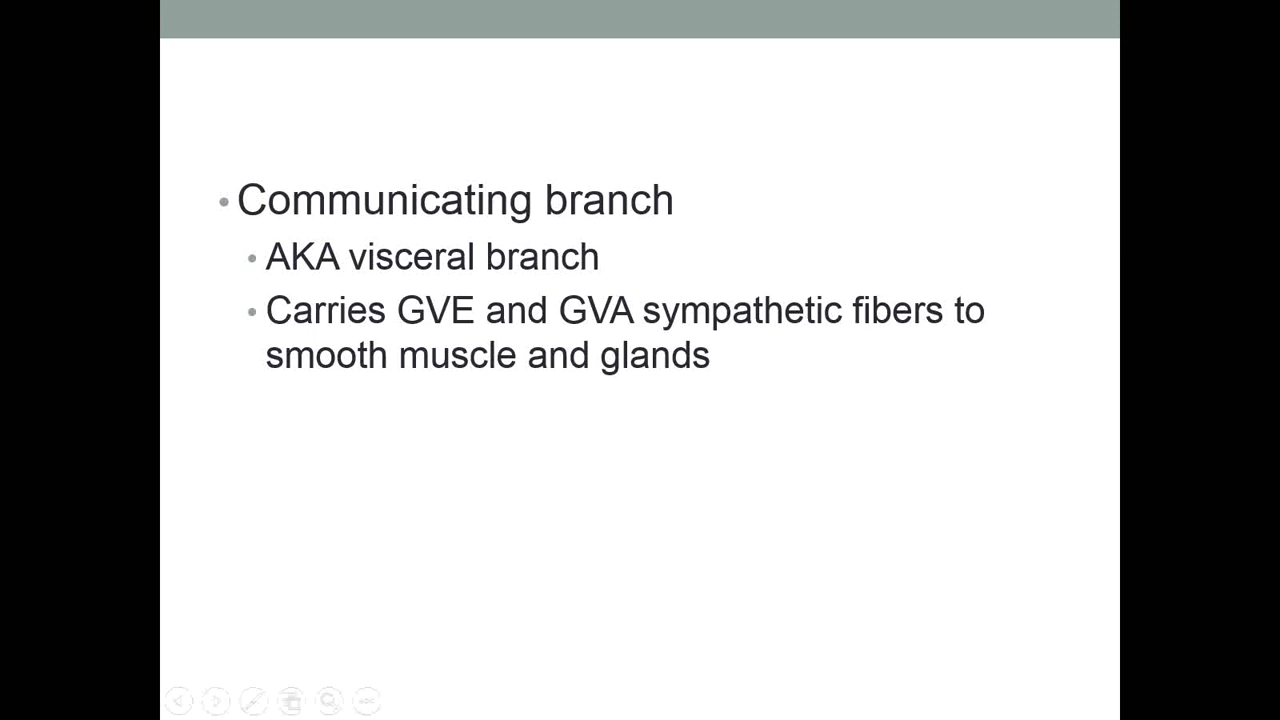 • Communicating branch
• AKA visceral branch
• Carries GVE and GVA sympathetic fibers to
smooth muscle and glands